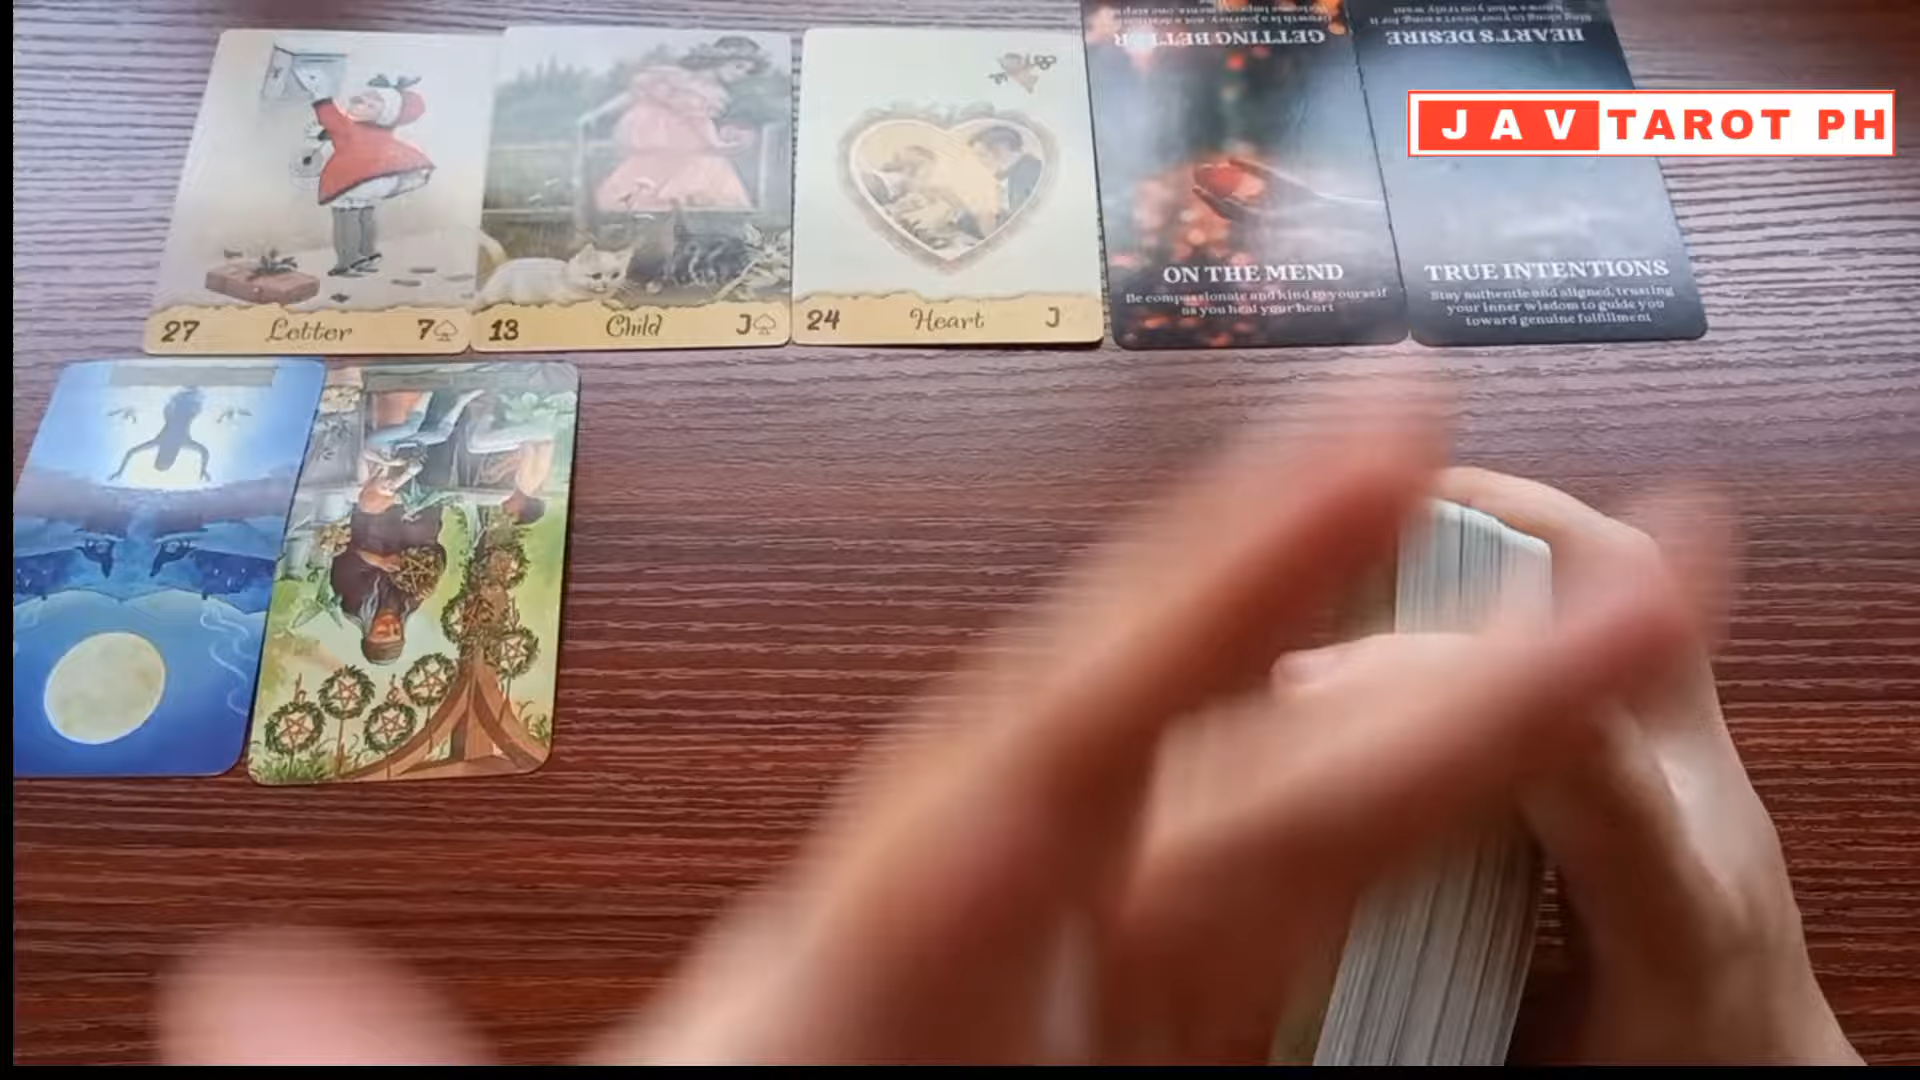 GETTING BETTER
HEART'S DESIRE
JAV TAROT PH
ON THE MEND
Be compassionate and kind to yourself
as you heal your heart
TRUE INTENTIONS
Stay authentic and aligned, trusting
your inner wisdom to guide you
toward genuine fulfillment
27 Letter 7♠
13 Child J♠
24 Heart J